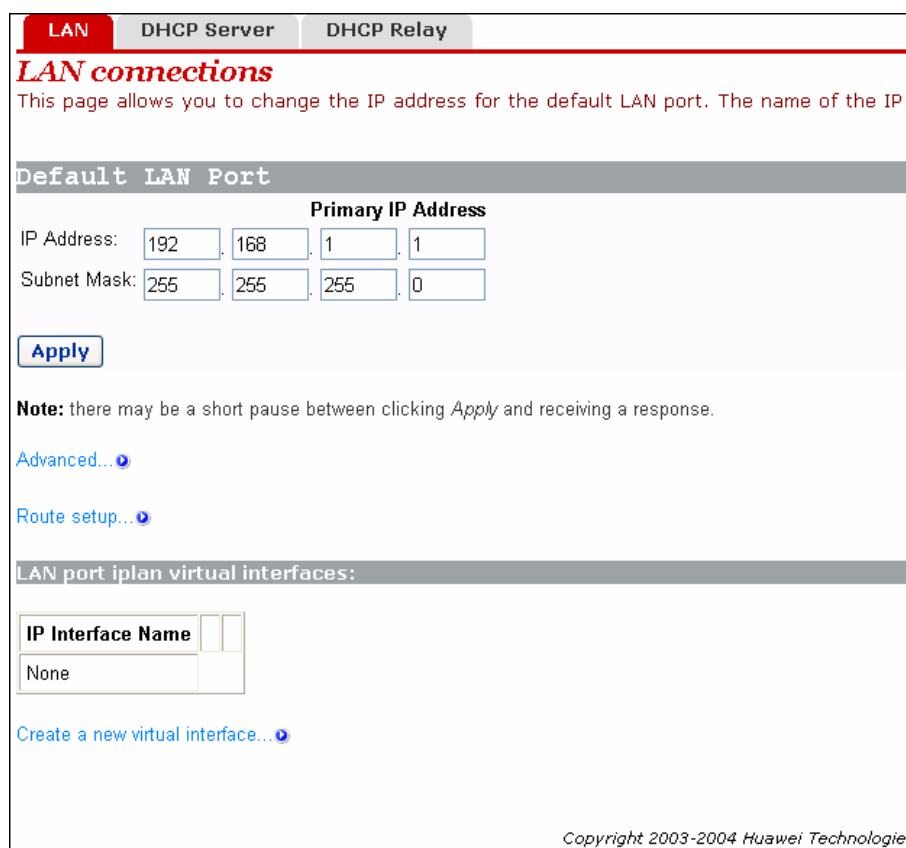 LAN DHCP Server DHCP Relay
LAN connections
This page allows you to change the IP address for the default LAN port. The name of the IP
Default LAN Port
Primary IP Address
IP Address: 192 . 168 . 1 . 1
Subnet Mask: 255 . 255 . 255 . 0
Apply
Note: there may be a short pause between clicking Apply and receiving a response.
Advanced...
Route setup...
LAN port iplan virtual interfaces:
IP Interface Name
None
Create a new virtual interface...
Copyright 2003-2004 Huawei Technologie